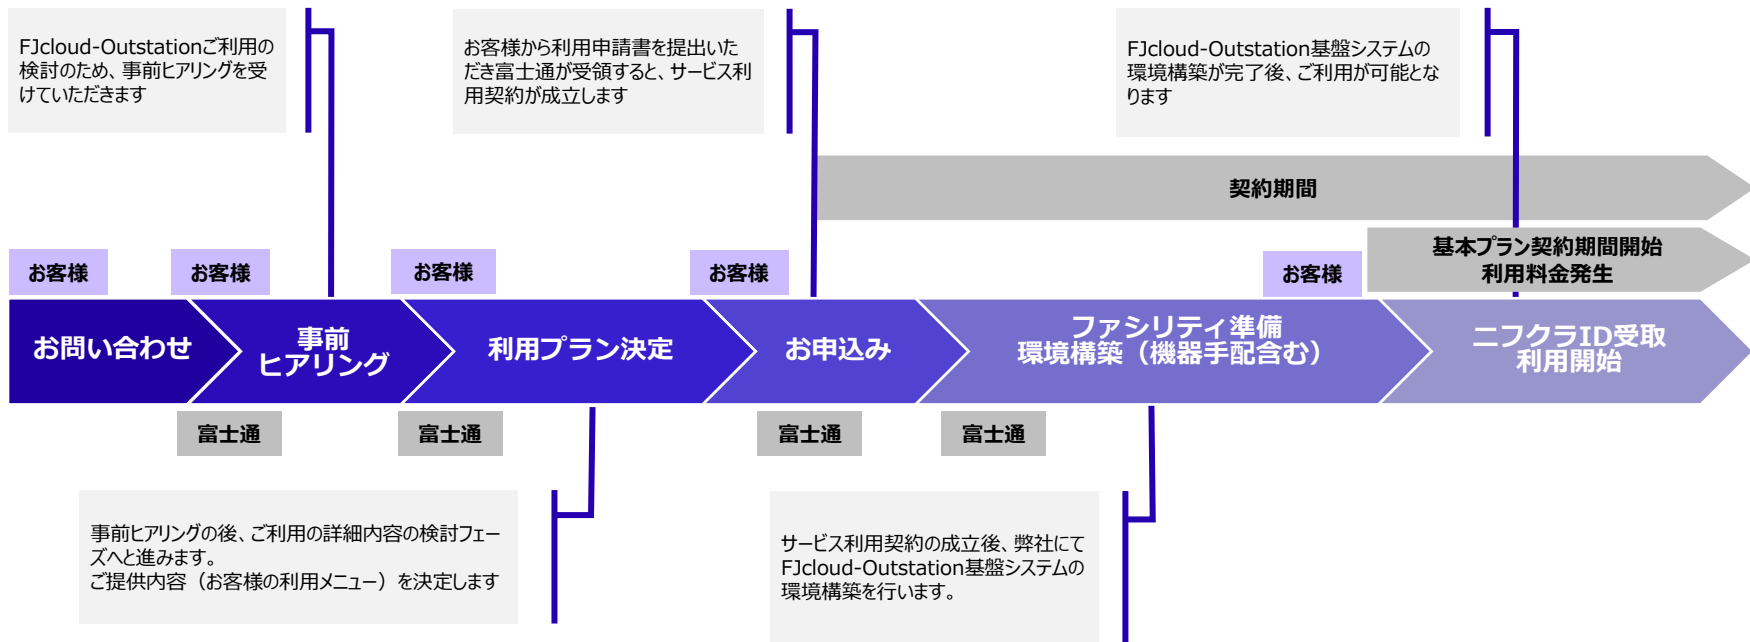 FJcloud-Outstationご利用の
検討のため、事前ヒアリングを受
けていただきます
お客様から利用申請書を提出いた
だき富士通が受領すると、サービス利
用契約が成立します
FJcloud-Outstation基盤システムの
環境構築が完了後、ご利用が可能とな
ります
契約期間
基本プラン契約期間開始
利用料金発生
お客様
お客様
お客様
お客様
お客様
お問い合わせ
事前
ヒアリング
利用プラン決定
お申込み
ファシリティ準備
環境構築（機器手配含む）
ニフクラID受取
利用開始
富士通
富士通
富士通
富士通
事前ヒアリングの後、ご利用の詳細内容の検討フェー
ズへと進みます。
ご提供内容（お客様の利用メニュー）を決定します
サービス利用契約の成立後、弊社にて
FJcloud-Outstation基盤システムの
環境構築を行います。